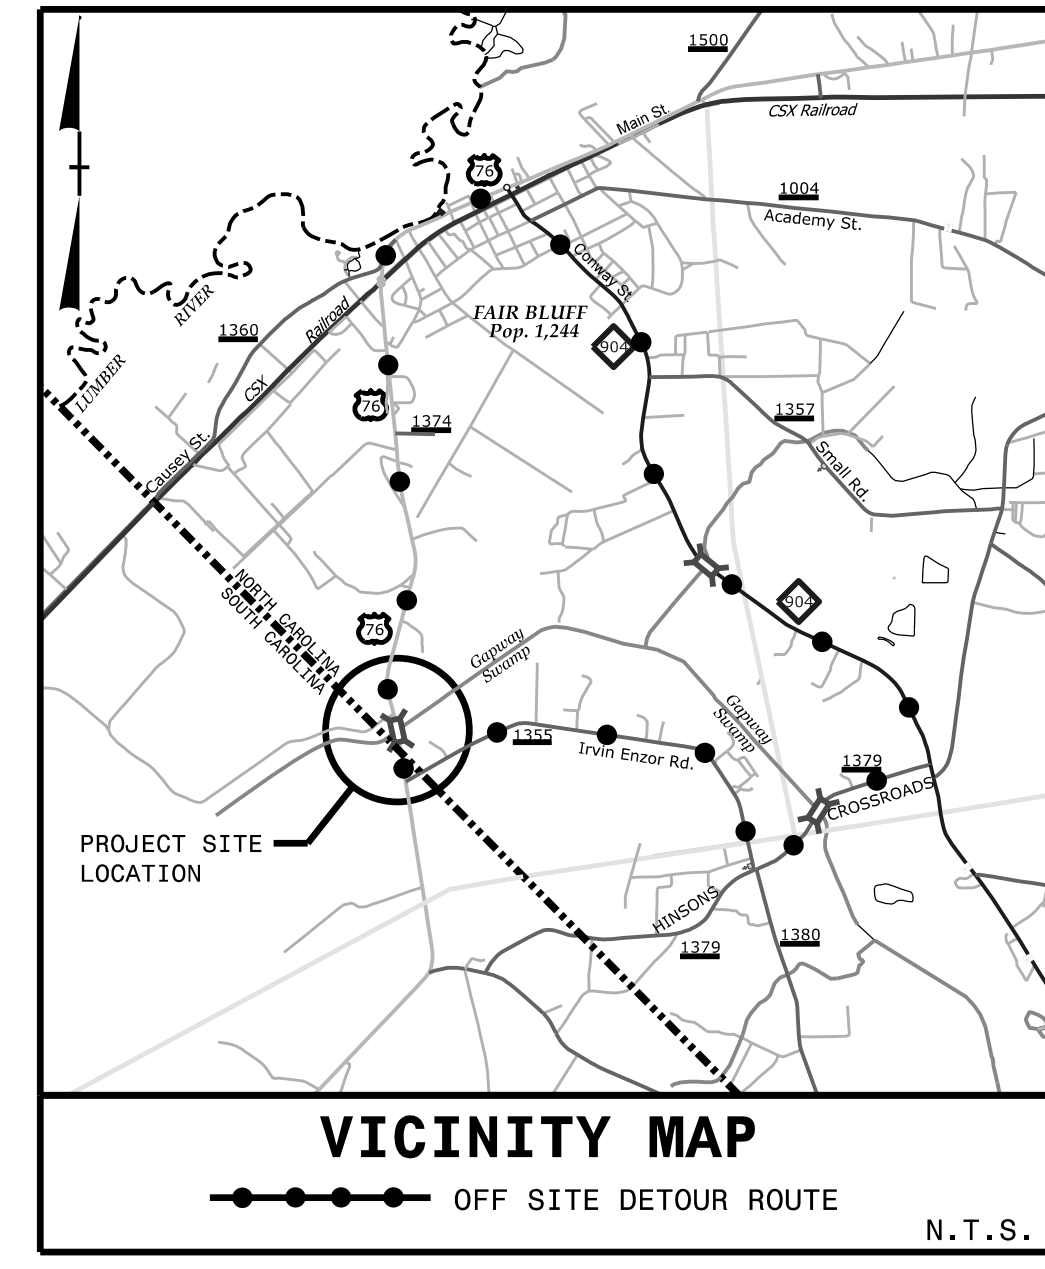 1500
Main St.
CSX Railroad
76
1004
Academy St.
Conway St.
RIVER
LUMBER
1360
Railroad
CSX
FAIR BLUFF
Pop. 1,244
904
76
1374
1357
Small Rd.
Causey St.
NORTH CAROLINA
SOUTH CAROLINA
904
76
Gapway
Swamp
Gapway
Swamp
1355
Irvin Enzor Rd.
1379
CROSSROADS
PROJECT SITE
LOCATION
HINSONS
1380
1379
VICINITY MAP
OFF SITE DETOUR ROUTE
N.T.S.